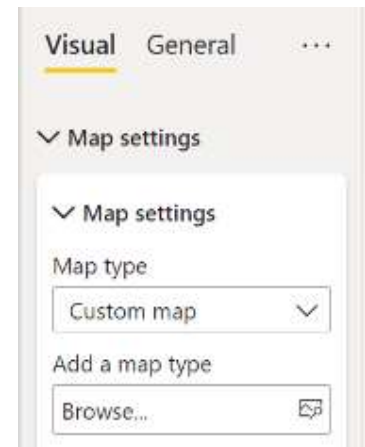 Visual General ...
Map settings
Map settings
Map type
Custom map
Add a map type
Browse...